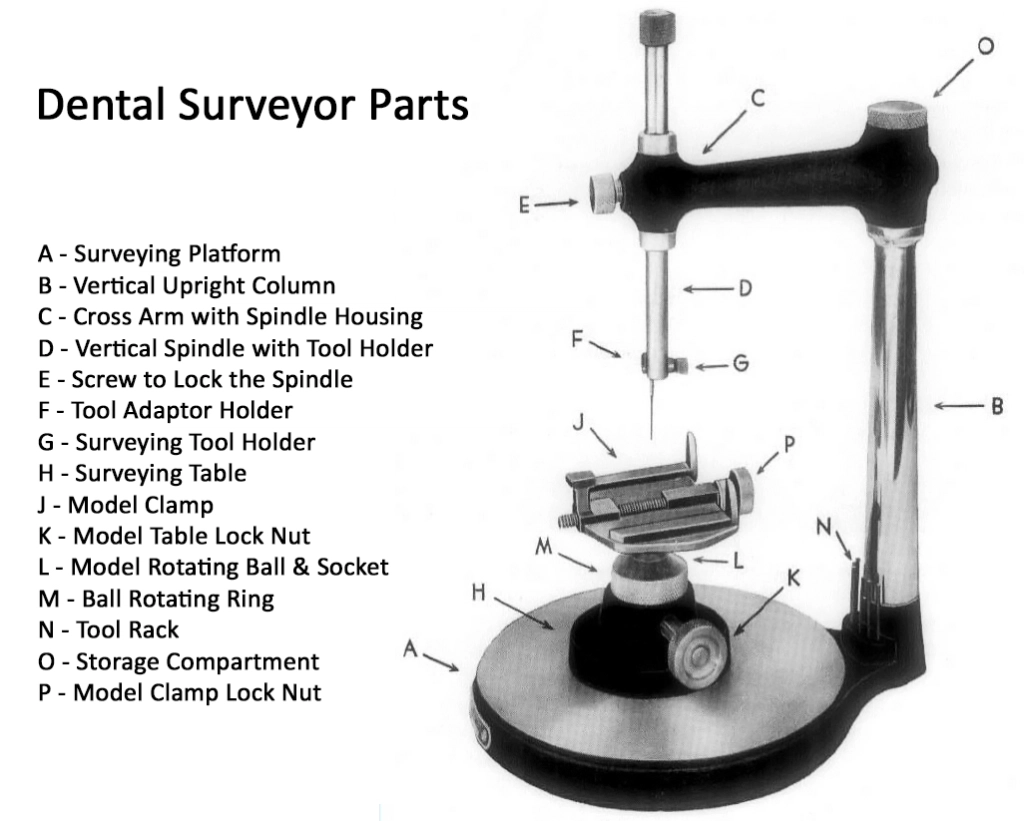 Dental Surveyor Parts
A - Surveying Platform
B - Vertical Upright Column
C - Cross Arm with Spindle Housing
D - Vertical Spindle with Tool Holder
E - Screw to Lock the Spindle
F - Tool Adaptor Holder
G - Surveying Tool Holder
H - Surveying Table
J - Model Clamp
K - Model Table Lock Nut
L - Model Rotating Ball & Socket
M - Ball Rotating Ring
N - Tool Rack
O - Storage Compartment
P - Model Clamp Lock Nut
O
C
E
D
F
G
B
J
P
N
M
L
K
H
A